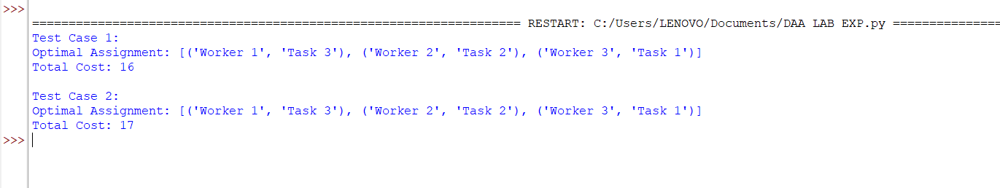 >>>
=================================================================== RESTART: C:/Users/LENOVO/Documents/DAA LAB EXP.py ===============
Test Case 1:
Optimal Assignment: [('Worker 1', 'Task 3'), ('Worker 2', 'Task 2'), ('Worker 3', 'Task 1')]
Total Cost: 16
Test Case 2:
Optimal Assignment: [('Worker 1', 'Task 3'), ('Worker 2', 'Task 2'), ('Worker 3', 'Task 1')]
Total Cost: 17
>>>